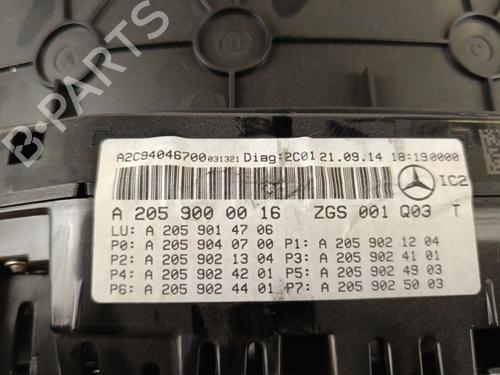 A
B
A2C94046700031321 Diag:2C01 21.09.14 18:190000
IC2
A 205 900 00 16 ZGS 001 Q03 T
LU: A 205 901 47 06
P0: A 205 904 07 00 P1: A 205 902 12 04
P2: A 205 902 13 04 P3: A 205 902 41 01
P4: A 205 902 42 01 P5: A 205 902 49 03
P6: A 205 902 44 01 P7: A 205 902 50 03
B PARTS